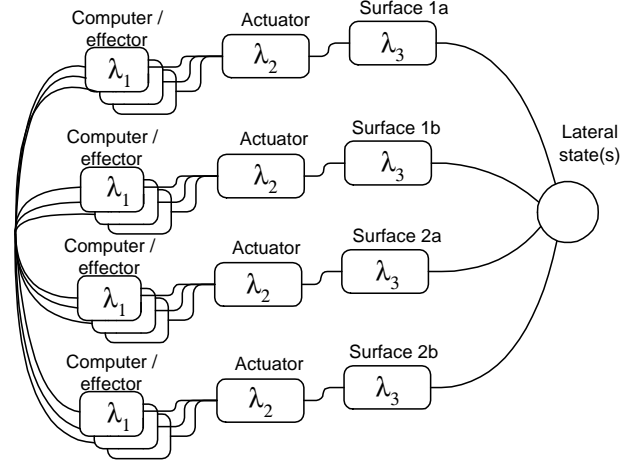 Computer /
effector
λ1
Actuator
λ2
Surface 1a
λ3
Computer /
effector
λ1
Actuator
λ2
Surface 1b
λ3
Lateral
state(s)
Computer /
effector
λ1
Actuator
λ2
Surface 2a
λ3
Computer /
effector
λ1
Actuator
λ2
Surface 2b
λ3